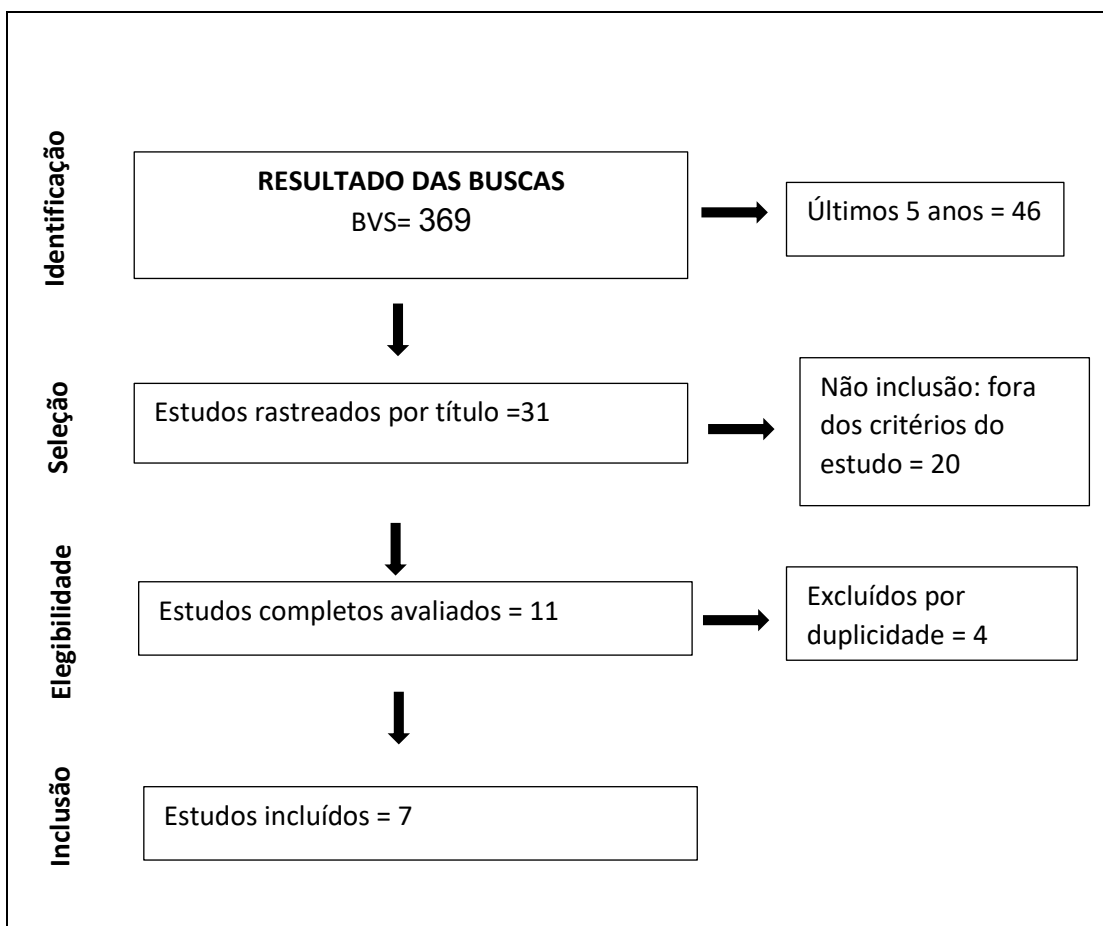 Identificação
RESULTADO DAS BUSCAS
BVS= 369
Últimos 5 anos = 46
Seleção
Estudos rastreados por título =31
Não inclusão: fora
dos critérios do
estudo = 20
Elegibilidade
Estudos completos avaliados = 11
Excluídos por
duplicidade = 4
Inclusão
Estudos incluídos = 7